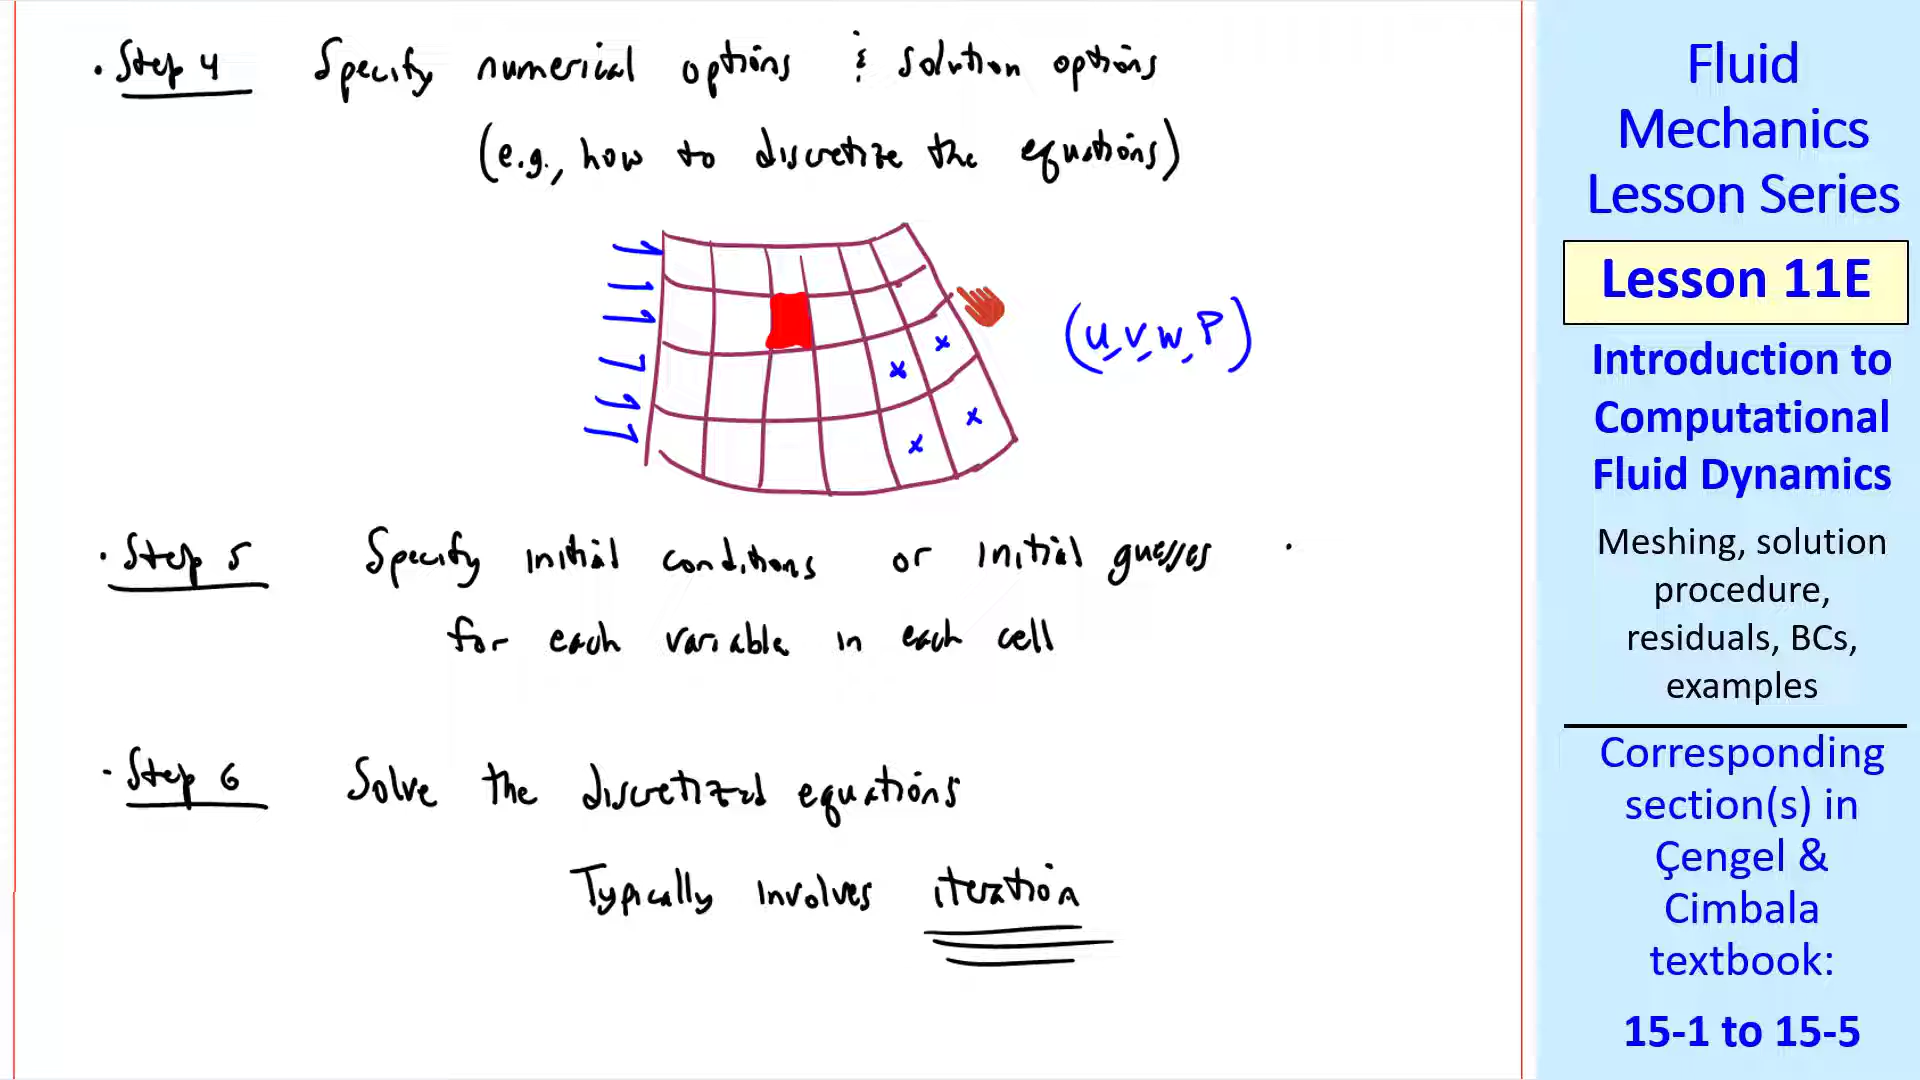 • Step 4 Specify numerical options & solution options
(e.g., how to discretize the equations)
(u, v, w, P)
x
x
x
x
• Step 5 Specify initial conditions or initial guesses
for each variable in each cell
• Step 6 Solve the discretized equations
Typically involves iteration
Fluid
Mechanics
Lesson Series
Lesson 11E
Introduction to
Computational
Fluid Dynamics
Meshing, solution
procedure,
residuals, BCs,
examples
Corresponding
section(s) in
Çengel &
Cimbala
textbook:
15-1 to 15-5